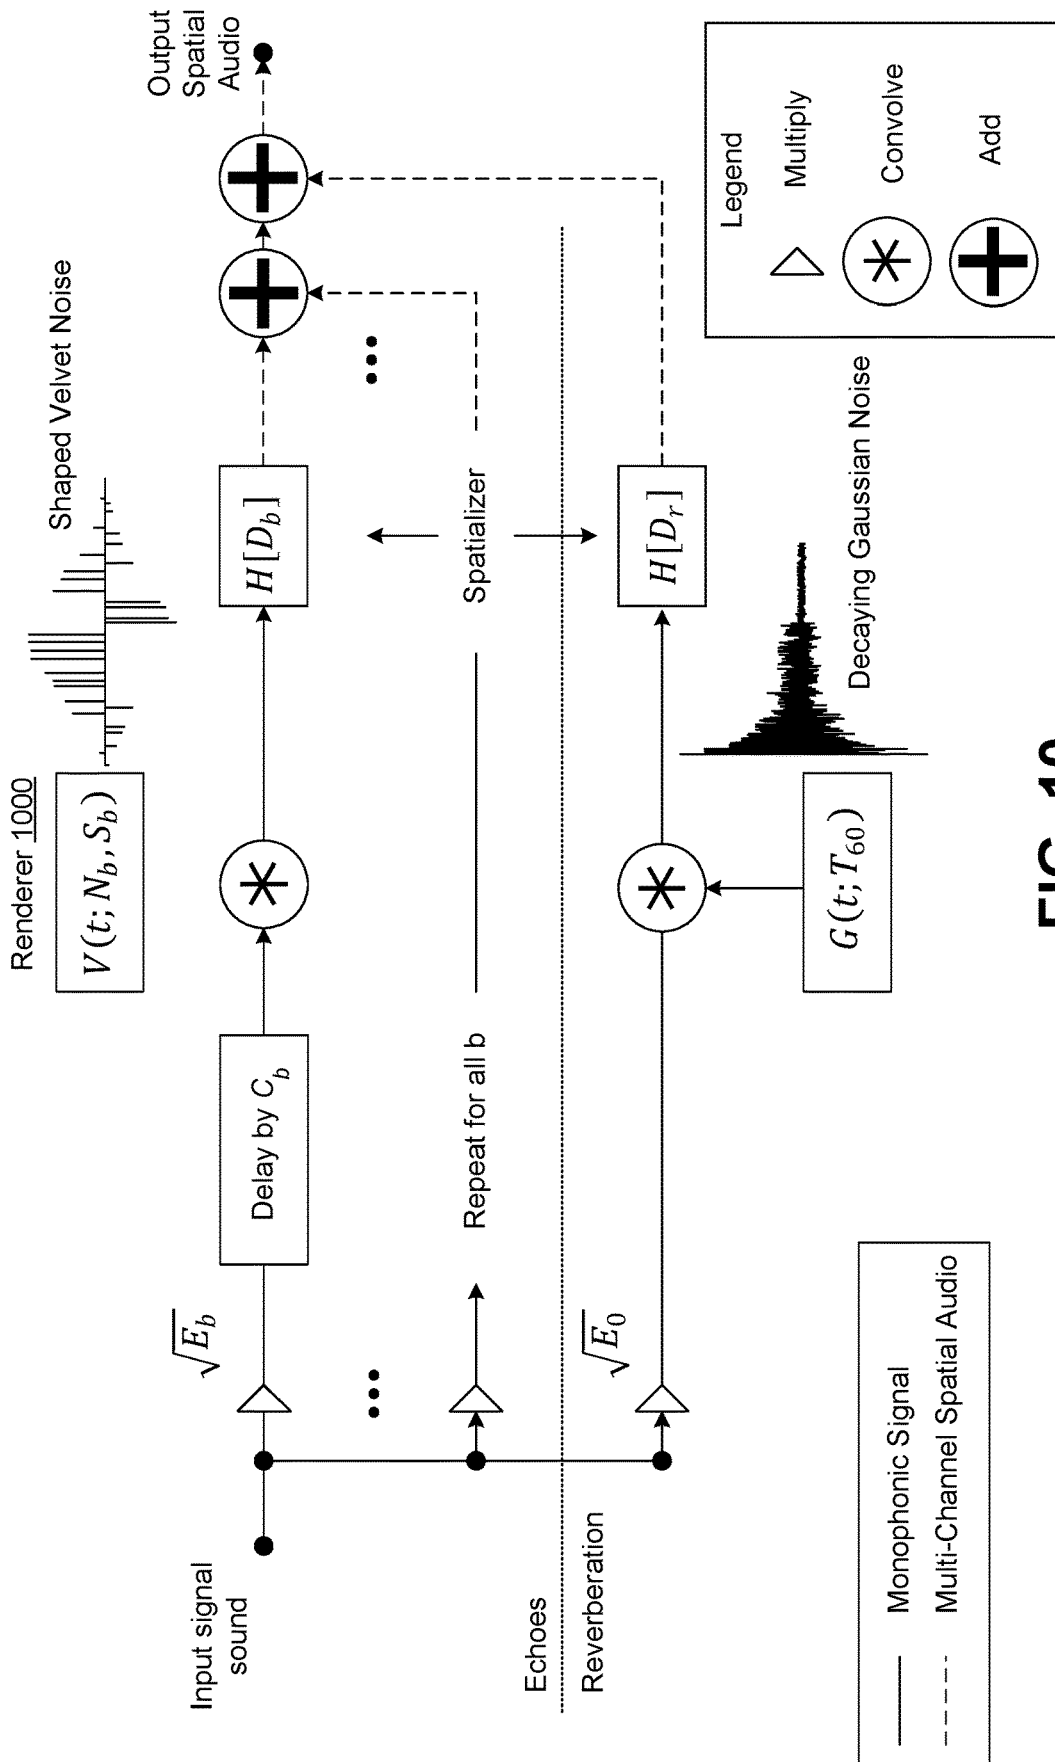 Renderer 1000
V(t; N_b, S_b)
Shaped Velvet Noise
Input signal
sound
√E_b
Delay by C_b
H[D_b]
Output
Spatial
Audio
Repeat for all b
Spatializer
Echoes
Reverberation
√E_0
H[D_r]
G(t; T_60)
Decaying Gaussian Noise
Monophonic Signal
Multi-Channel Spatial Audio
Legend
Multiply
Convolve
Add